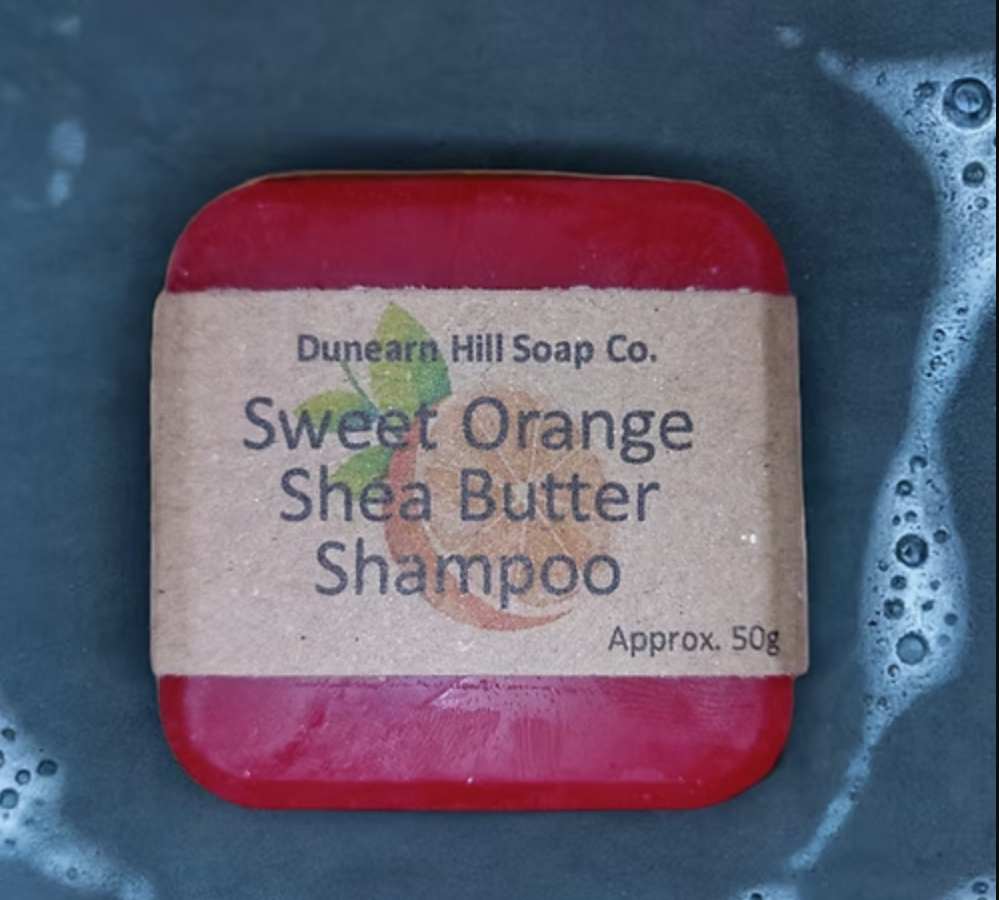 Dunearn Hill Soap Co.
Sweet Orange
Shea Butter
Shampoo
Approx. 50g